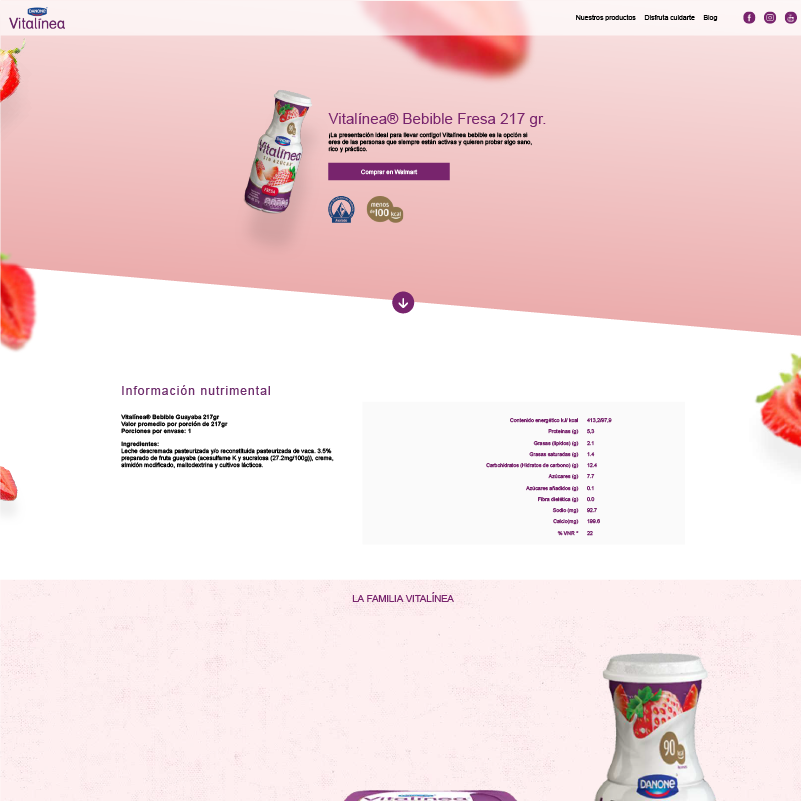 DANONE
Vitalínea
Nuestros productos
Disfruta cuidarte
Blog
DANONE
Vitalínea
SIN AZÚCAR
FRESA
Vitalínea® Bebible Fresa 217 gr.
¡La presentación ideal para llevar contigo! Vitalínea bebible es la opción si
eres de las personas que siempre están activas y quieren probar algo sano,
rico y práctico.
Comprar en Walmart
menos
de 100 kcal
Información nutrimental
Vitalínea® Bebible Guayaba 217gr
Valor promedio por porción de 217gr
Porciones por envase: 1
Ingredientes:
Leche descremada pasteurizada y/o reconstituida pasteurizada de vaca. 3.5%
preparado de fruta guayaba (acesulfame K y sucralosa (27.2mg/100g)), crema,
almidón modificado, maltodextrina y cultivos lácticos.
Contenido energético kJ/ kcal 413,2/97,9
Proteínas (g) 5,3
Grasas (lípidos) (g) 2.1
Grasas saturadas (g) 1.4
Carbohidratos (Hidratos de carbono) (g) 12.4
Azúcares (g) 7.7
Azúcares añadidos (g) 0.1
Fibra dietética (g) 0.0
Sodio (mg) 92.7
Calcio(mg) 199.6
% VNR * 22
LA FAMILIA VITALÍNEA
90
kcal
DANONE
Vitalínea